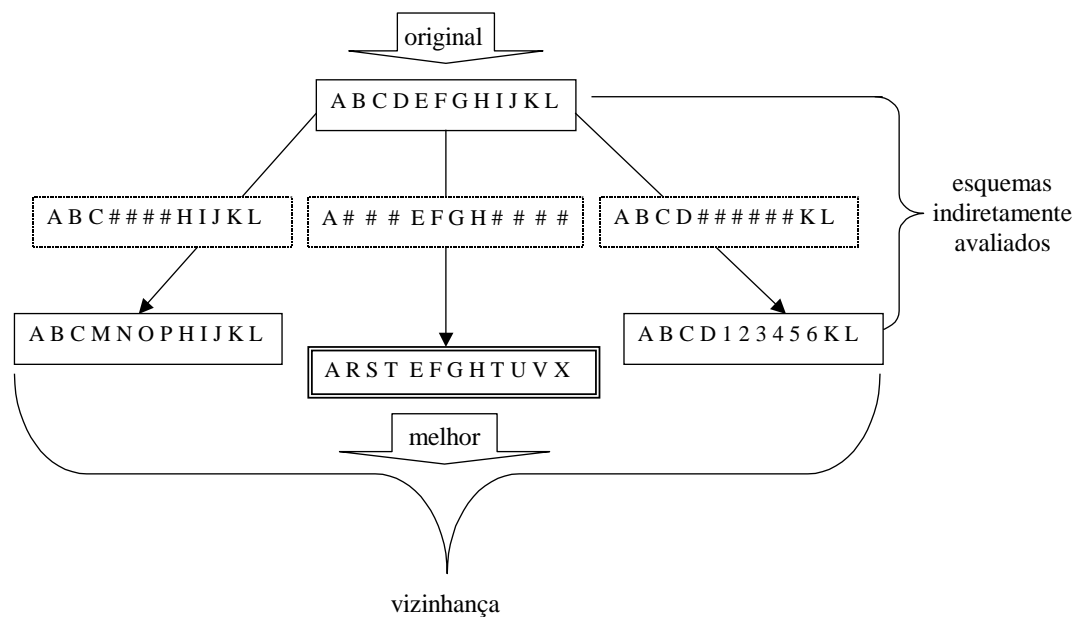 original
A B C D E F G H I J K L
A B C # # # # H I J K L
A # # # E F G H # # # #
A B C D # # # # # # K L
esquemas
indiretamente
avaliados
A B C M N O P H I J K L
A R S T E F G H T U V X
A B C D 1 2 3 4 5 6 K L
melhor
vizinhança